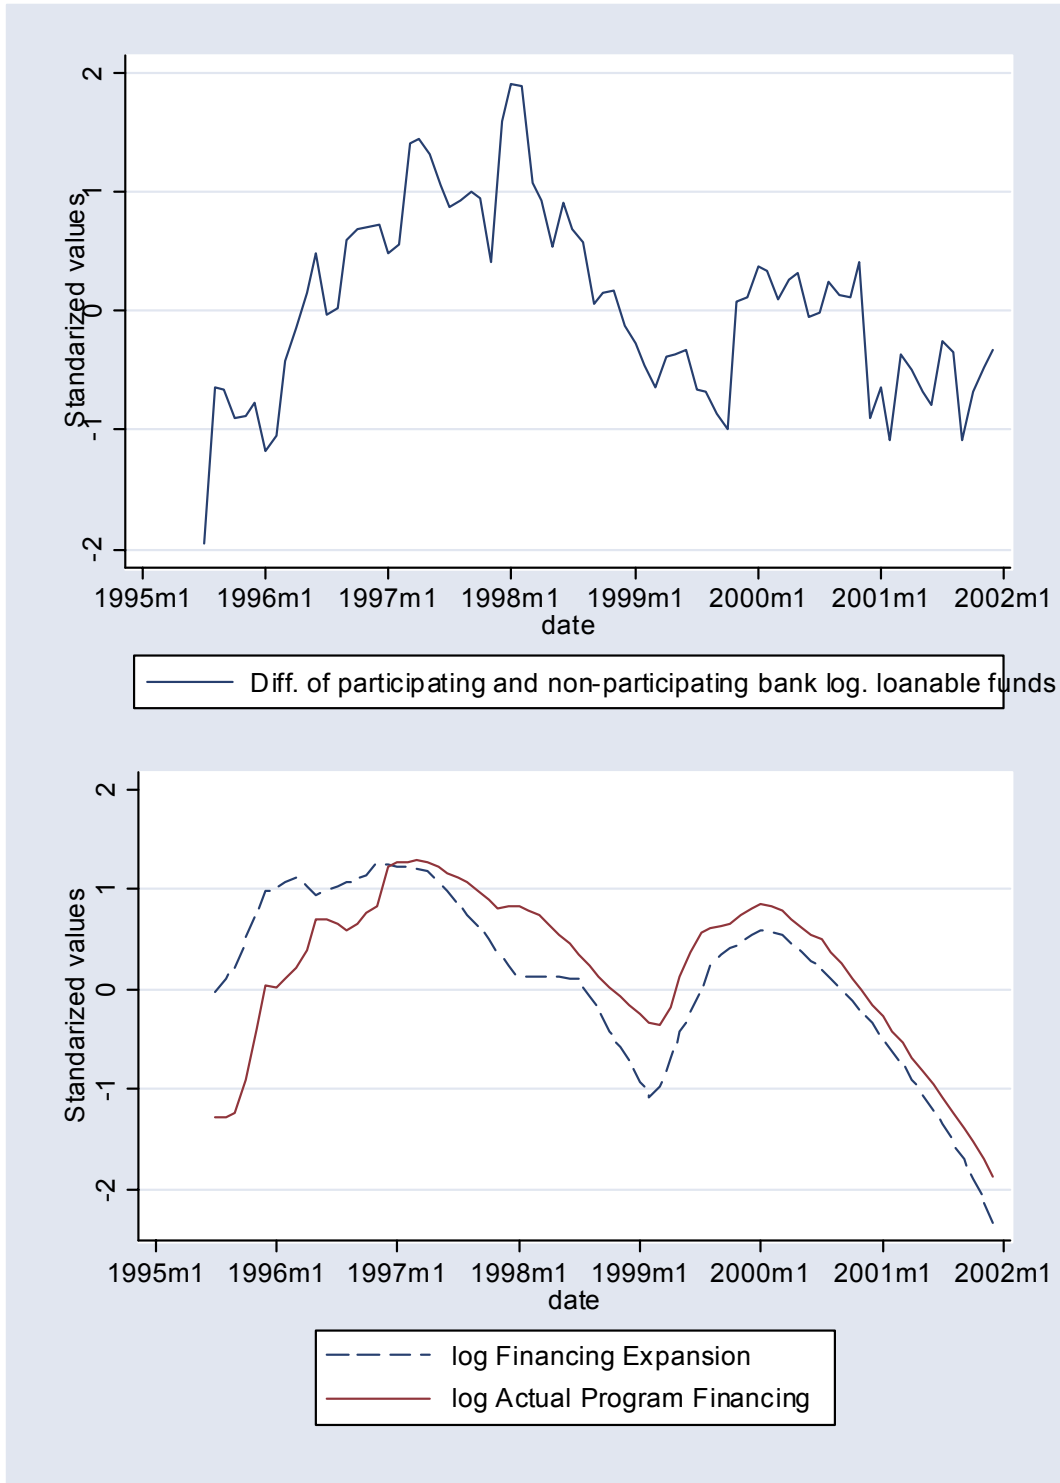 Standarized values
2
1
0
-1
-2
1995m1 1996m1 1997m1 1998m1 1999m1 2000m1 2001m1 2002m1
date
Diff. of participating and non-participating bank log. loanable funds
Standarized values
2
1
0
-1
-2
1995m1 1996m1 1997m1 1998m1 1999m1 2000m1 2001m1 2002m1
date
log Financing Expansion
log Actual Program Financing